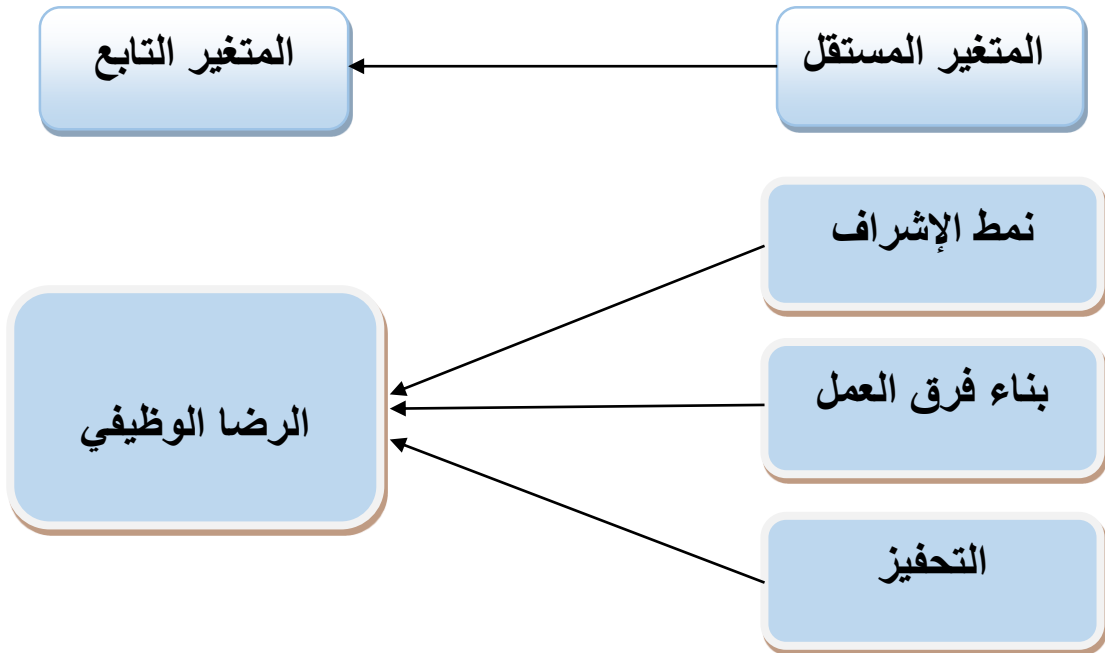 المتغير المستقل
المتغير التابع
نمط الإشراف
بناء فرق العمل
الرضا الوظيفي
التحفيز